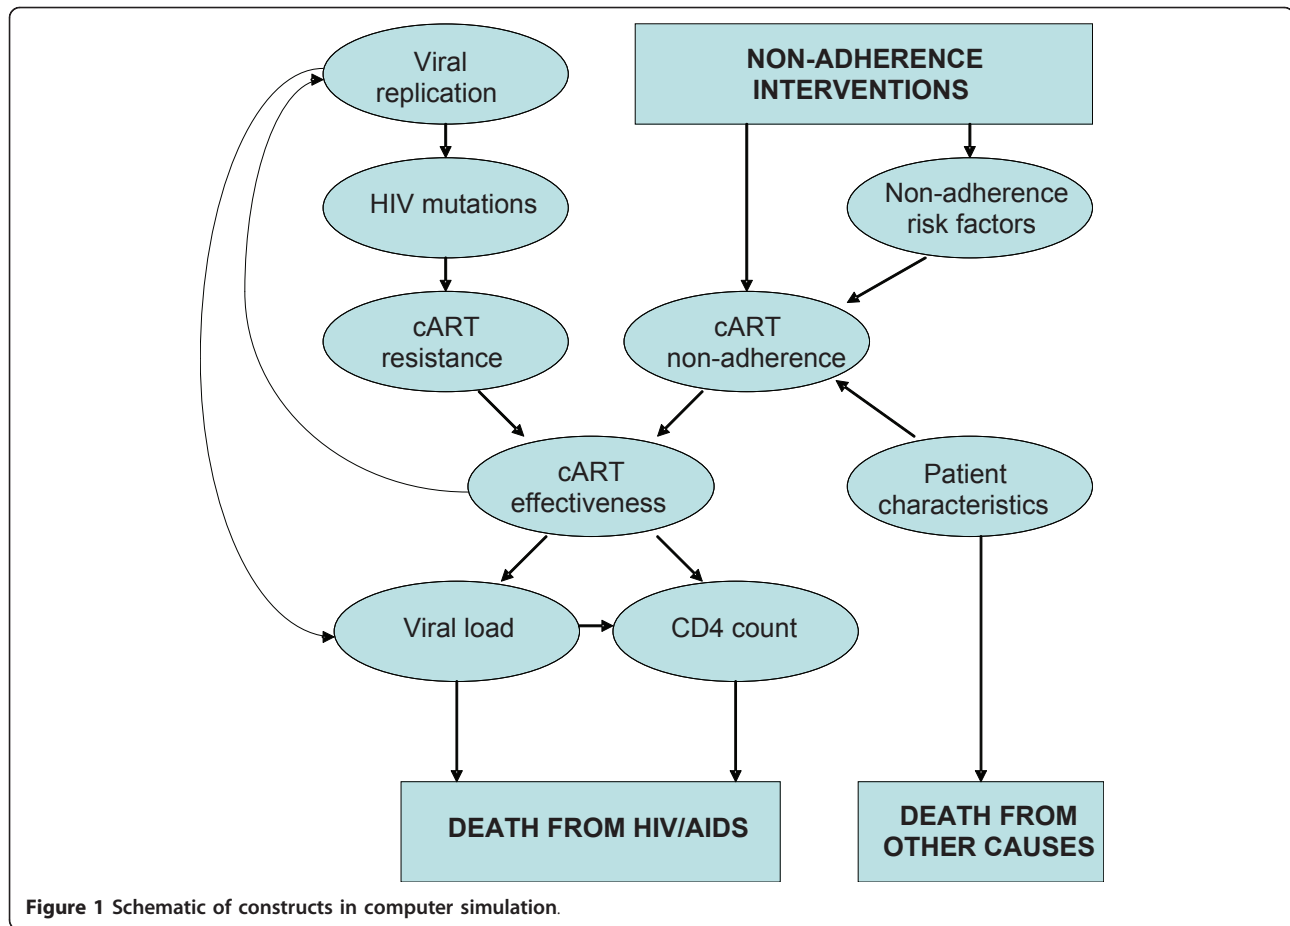 Viral
replication
NON-ADHERENCE
INTERVENTIONS
HIV mutations
Non-adherence
risk factors
cART
resistance
cART
non-adherence
cART
effectiveness
Patient
characteristics
Viral load
CD4 count
DEATH FROM HIV/AIDS
DEATH FROM
OTHER CAUSES
Figure 1 Schematic of constructs in computer simulation.